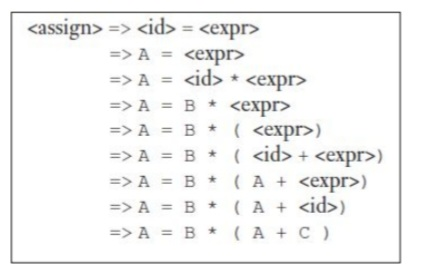 <assign> => <id> = <expr>
=> A = <expr>
=> A = <id> * <expr>
=> A = B * <expr>
=> A = B * ( <expr>)
=> A = B * ( <id> + <expr>)
=> A = B * ( A + <expr>)
=> A = B * ( A + <id>)
=> A = B * ( A + C )